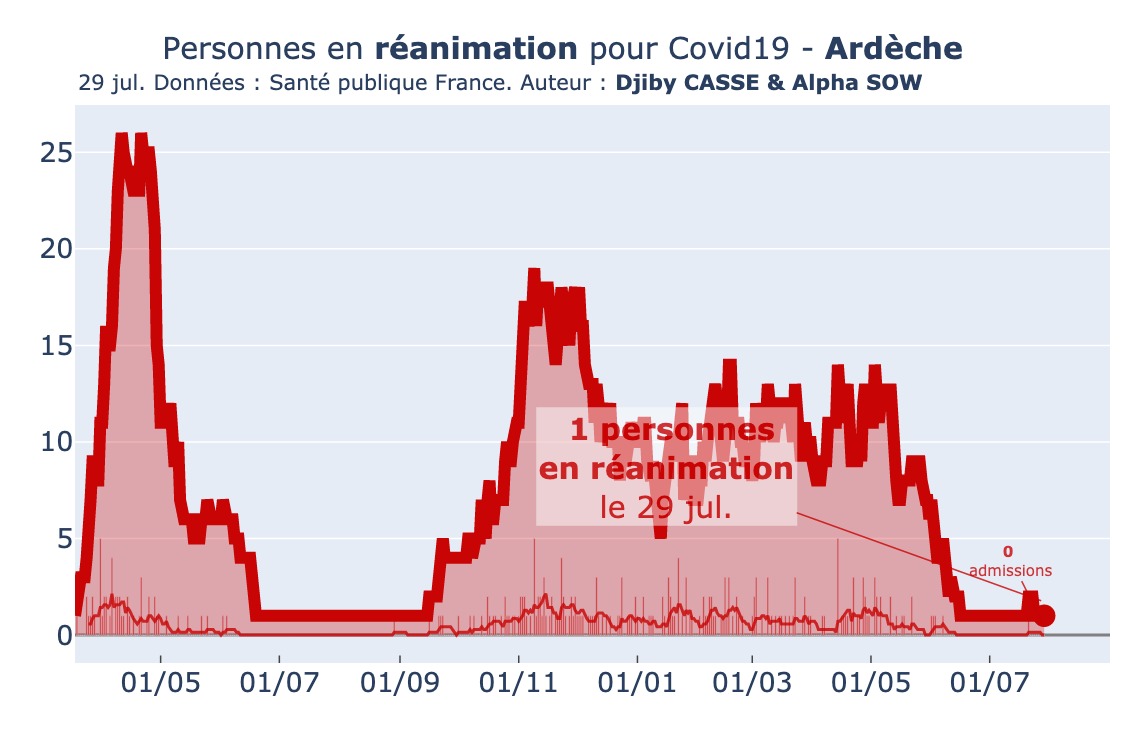 Personnes en réanimation pour Covid19 - Ardèche
29 jul. Données : Santé publique France. Auteur : Djiby CASSE & Alpha SOW
25
20
15
10
5
0
1 personnes
en réanimation
le 29 jul.
0
admissions
01/05 01/07 01/09 01/11 01/01 01/03 01/05 01/07